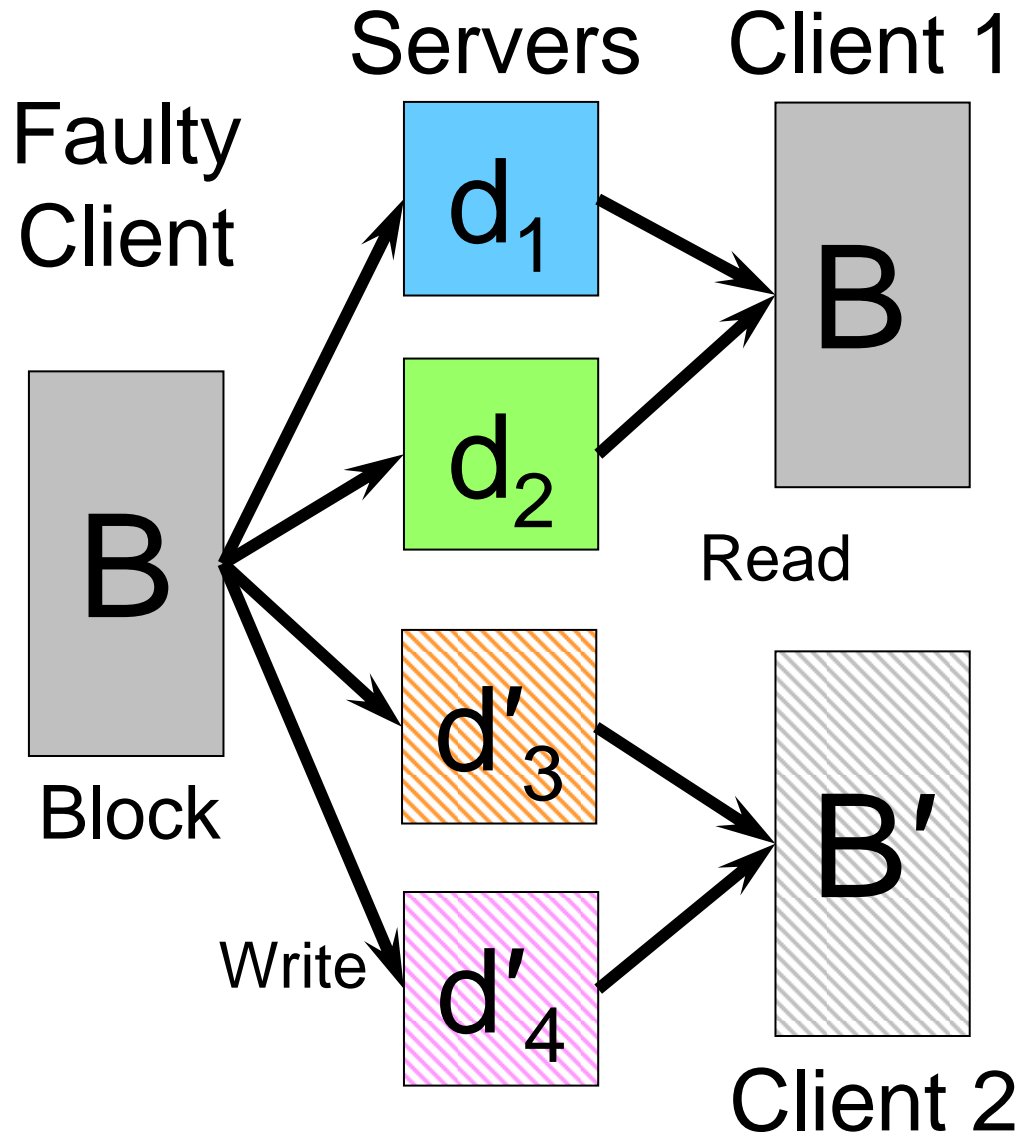 Servers
Client 1
Faulty
Client
d₁
B
d₂
B
Read
d′₃
Block
B′
Write
d′₄
Client 2